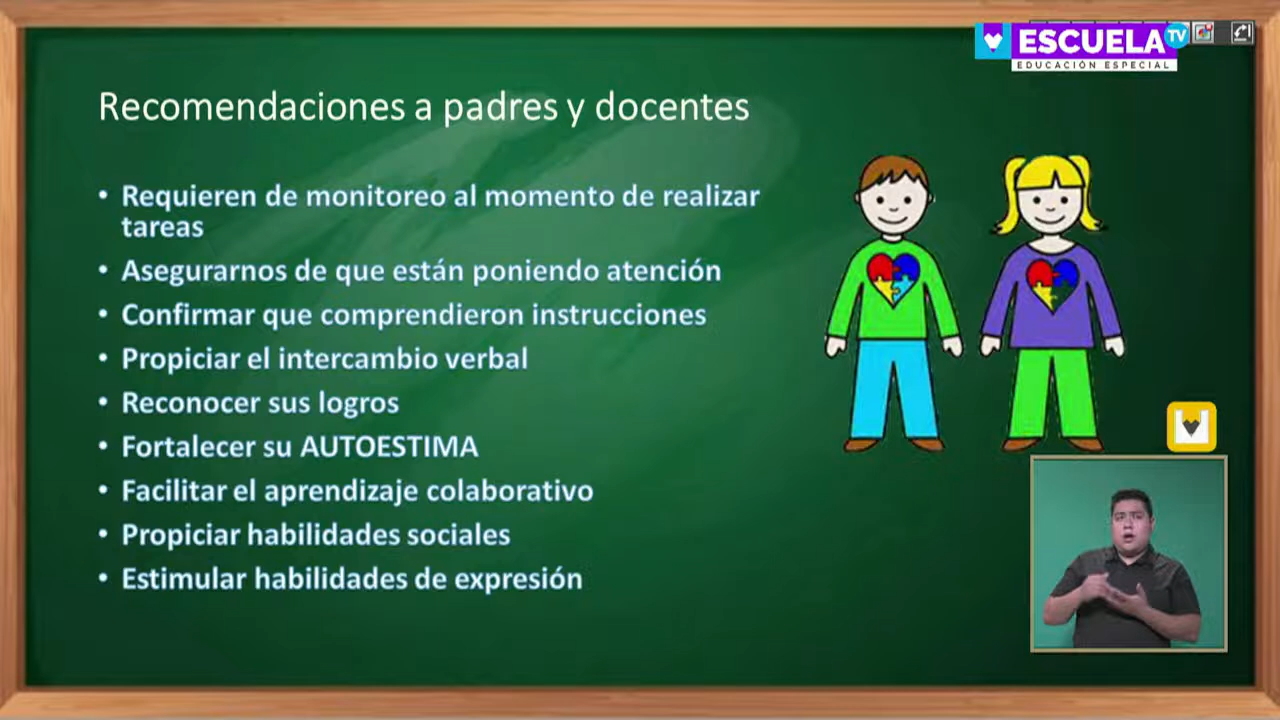 ESCUELA TV
EDUCACIÓN ESPECIAL
Recomendaciones a padres y docentes
• Requieren de monitoreo al momento de realizar
tareas
• Asegurarnos de que están poniendo atención
• Confirmar que comprendieron instrucciones
• Propiciar el intercambio verbal
• Reconocer sus logros
• Fortalecer su AUTOESTIMA
• Facilitar el aprendizaje colaborativo
• Propiciar habilidades sociales
• Estimular habilidades de expresión